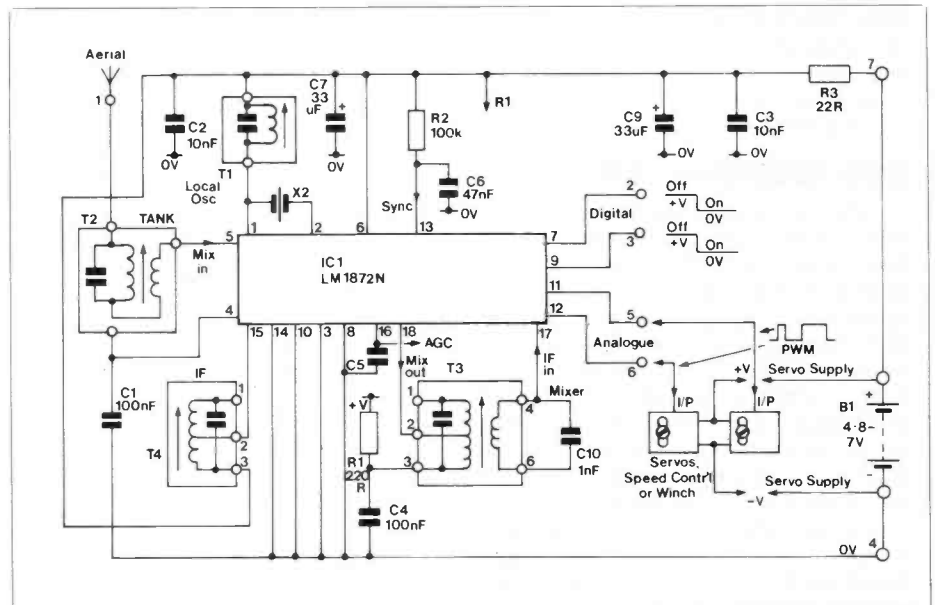 Aerial
1
C2
10nF
0V
T1
Local
Osc
C7
33
uF
+
0V
X2
R2
100k
C6
47nF
0V
Sync
R1
C9
33uF
+
0V
C3
10nF
0V
R3
22R
7
T2
TANK
Mix
in
5
4
1
2
6
13
IC1
LM1872N
7
9
11
12
15
14
10
3
8
16
18
17
2
Digital
3
Off
+V
On
0V
Off
+V
On
0V
5
Analogue
6
PWM
+V
Servo Supply
I/P
I/P
Servos,
Speed Contr'l
or Winch
-V
Servo Supply
B1
4·8-
7V
+
-
C1
100nF
IF
T4
1
2
3
C5
AGC
Mix
out
+V
R1
220
R
C4
100nF
T3
1
2
3
4
6
IF
in
Mixer
C10
1nF
0V
4